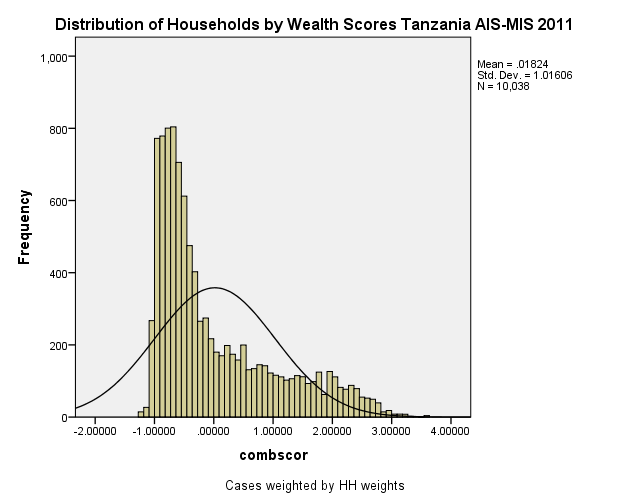 Distribution of Households by Wealth Scores Tanzania AIS-MIS 2011
Mean = .01824
Std. Dev. = 1.01606
N = 10,038
1,000
800
600
400
200
0
Frequency
-2.00000 -1.00000 .00000 1.00000 2.00000 3.00000 4.00000
combscor
Cases weighted by HH weights